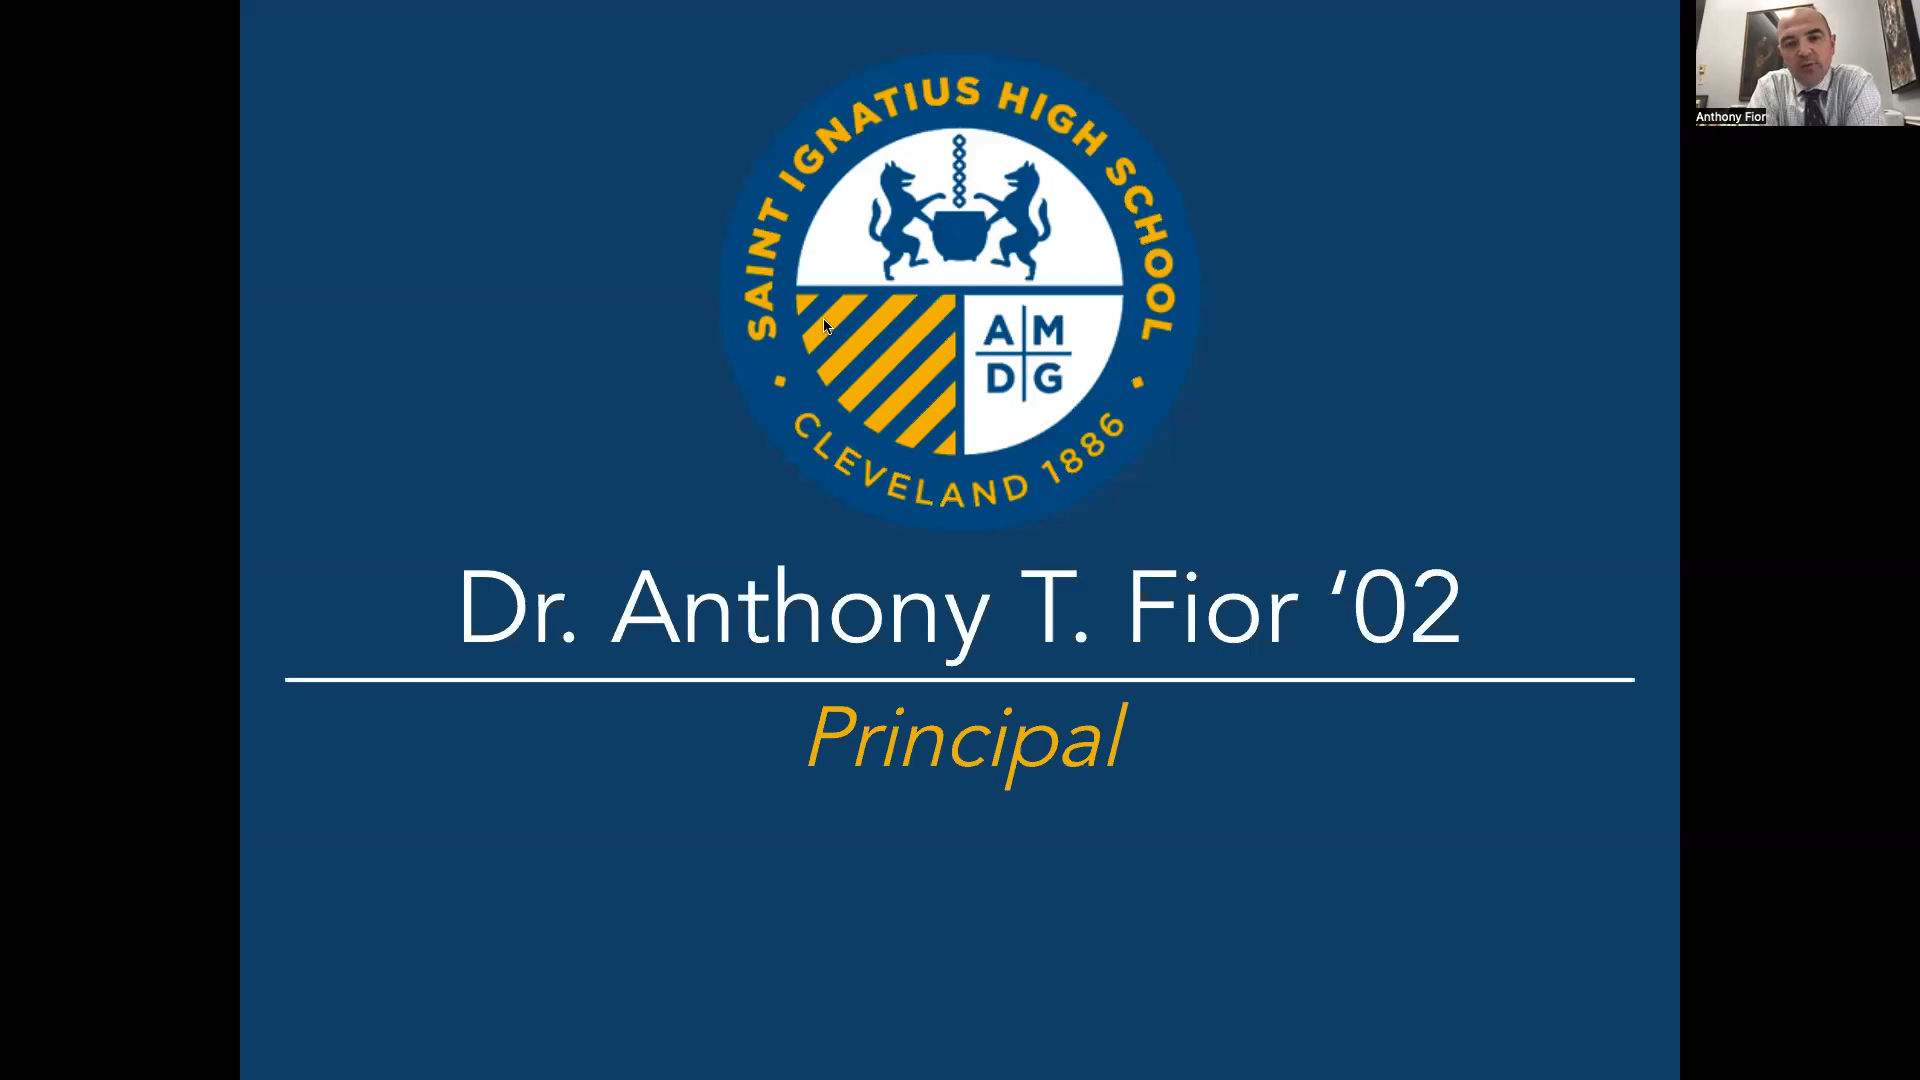 SAINT IGNATIUS HIGH SCHOOL
A M
D G
CLEVELAND 1886
Dr. Anthony T. Fior ‘02
Principal
Anthony Fior